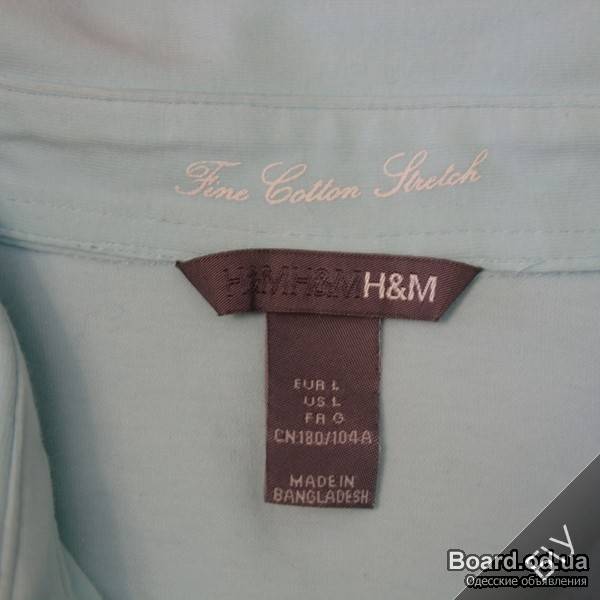 Fine Cotton Stretch
H&MH&MH&M
EUR L
US L
FR G
CN180/104A
MADE IN
BANGLADESH
Board.od.ua
Одесские объявления